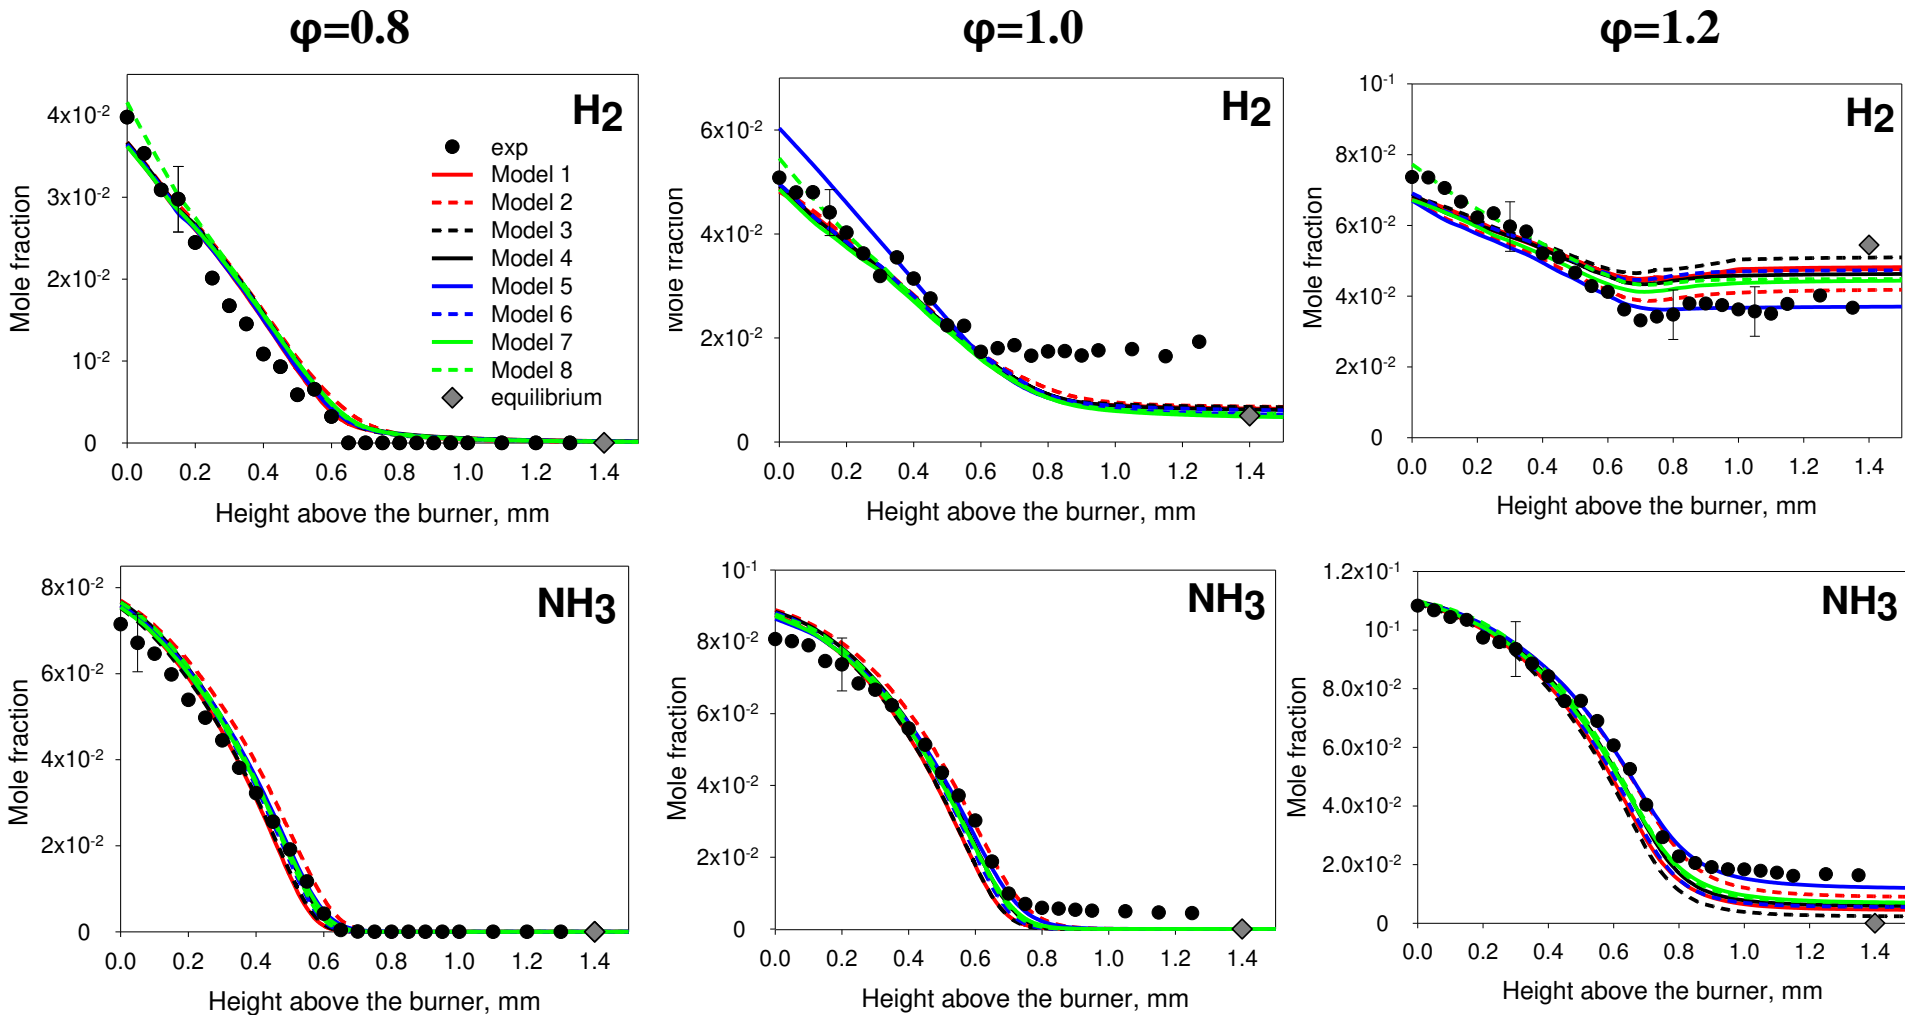 φ=0.8
φ=1.0
φ=1.2
H2
4x10-2
3x10-2
2x10-2
10-2
0
Mole fraction
exp
Model 1
Model 2
Model 3
Model 4
Model 5
Model 6
Model 7
Model 8
equilibrium
0.0 0.2 0.4 0.6 0.8 1.0 1.2 1.4
Height above the burner, mm
H2
6x10-2
4x10-2
2x10-2
0
Mole fraction
0.0 0.2 0.4 0.6 0.8 1.0 1.2 1.4
Height above the burner, mm
H2
10-1
8x10-2
6x10-2
4x10-2
2x10-2
0
Mole fraction
0.0 0.2 0.4 0.6 0.8 1.0 1.2 1.4
Height above the burner, mm
NH3
8x10-2
6x10-2
4x10-2
2x10-2
0
Mole fraction
0.0 0.2 0.4 0.6 0.8 1.0 1.2 1.4
Height above the burner, mm
NH3
10-1
8x10-2
6x10-2
4x10-2
2x10-2
0
Mole fraction
0.0 0.2 0.4 0.6 0.8 1.0 1.2 1.4
Height above the burner, mm
NH3
1.2x10-1
10-1
8.0x10-2
6.0x10-2
4.0x10-2
2.0x10-2
0
Mole fraction
0.0 0.2 0.4 0.6 0.8 1.0 1.2 1.4
Height above the burner, mm